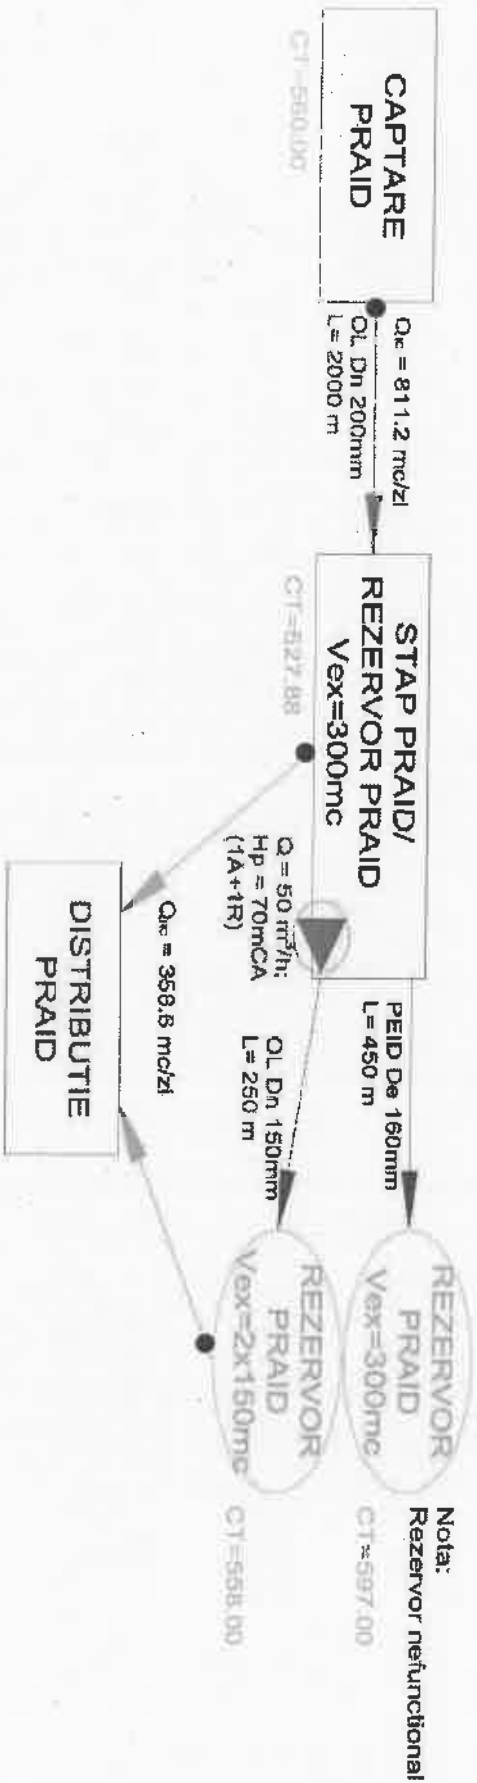 CAPTARE
PRAID
CT=560.00
Qic = 811.2 mc/zi
OL Dn 200mm
L= 2000 m
STAP PRAID/
REZERVOR PRAID
Vex=300mc
CT=527.88
Q = 50 m³/h;
Hp = 70mCA
(1A+1R)
PEID De 160mm
L= 450 m
OL Dn 150mm
L= 250 m
REZERVOR
PRAID
Vex=300mc
CT=597.00
Nota:
Rezervor nefunctional
REZERVOR
PRAID
Vex=2x150mc
CT=558.00
Qic = 358.6 mc/zi
DISTRIBUTIE
PRAID